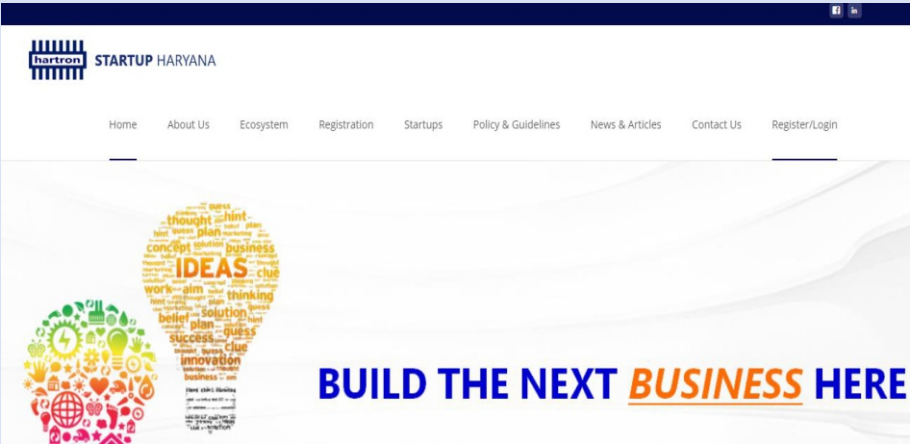 hartron STARTUP HARYANA
Home About Us Ecosystem Registration Startups Policy & Guidelines News & Articles Contact Us Register/Login
guess
thought hint
guess plan
concept solution business
IDEAS clue
work aim
thinking
belief solution
plan
success guess
clue
innovation
business
BUILD THE NEXT BUSINESS HERE